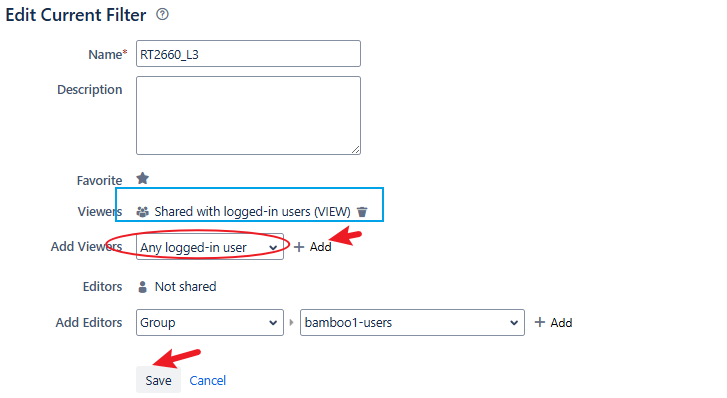 Edit Current Filter
Name* RT2660_L3
Description
Favorite
Viewers Shared with logged-in users (VIEW)
Add Viewers Any logged-in user Add
Editors Not shared
Add Editors Group bamboo1-users Add
Save Cancel